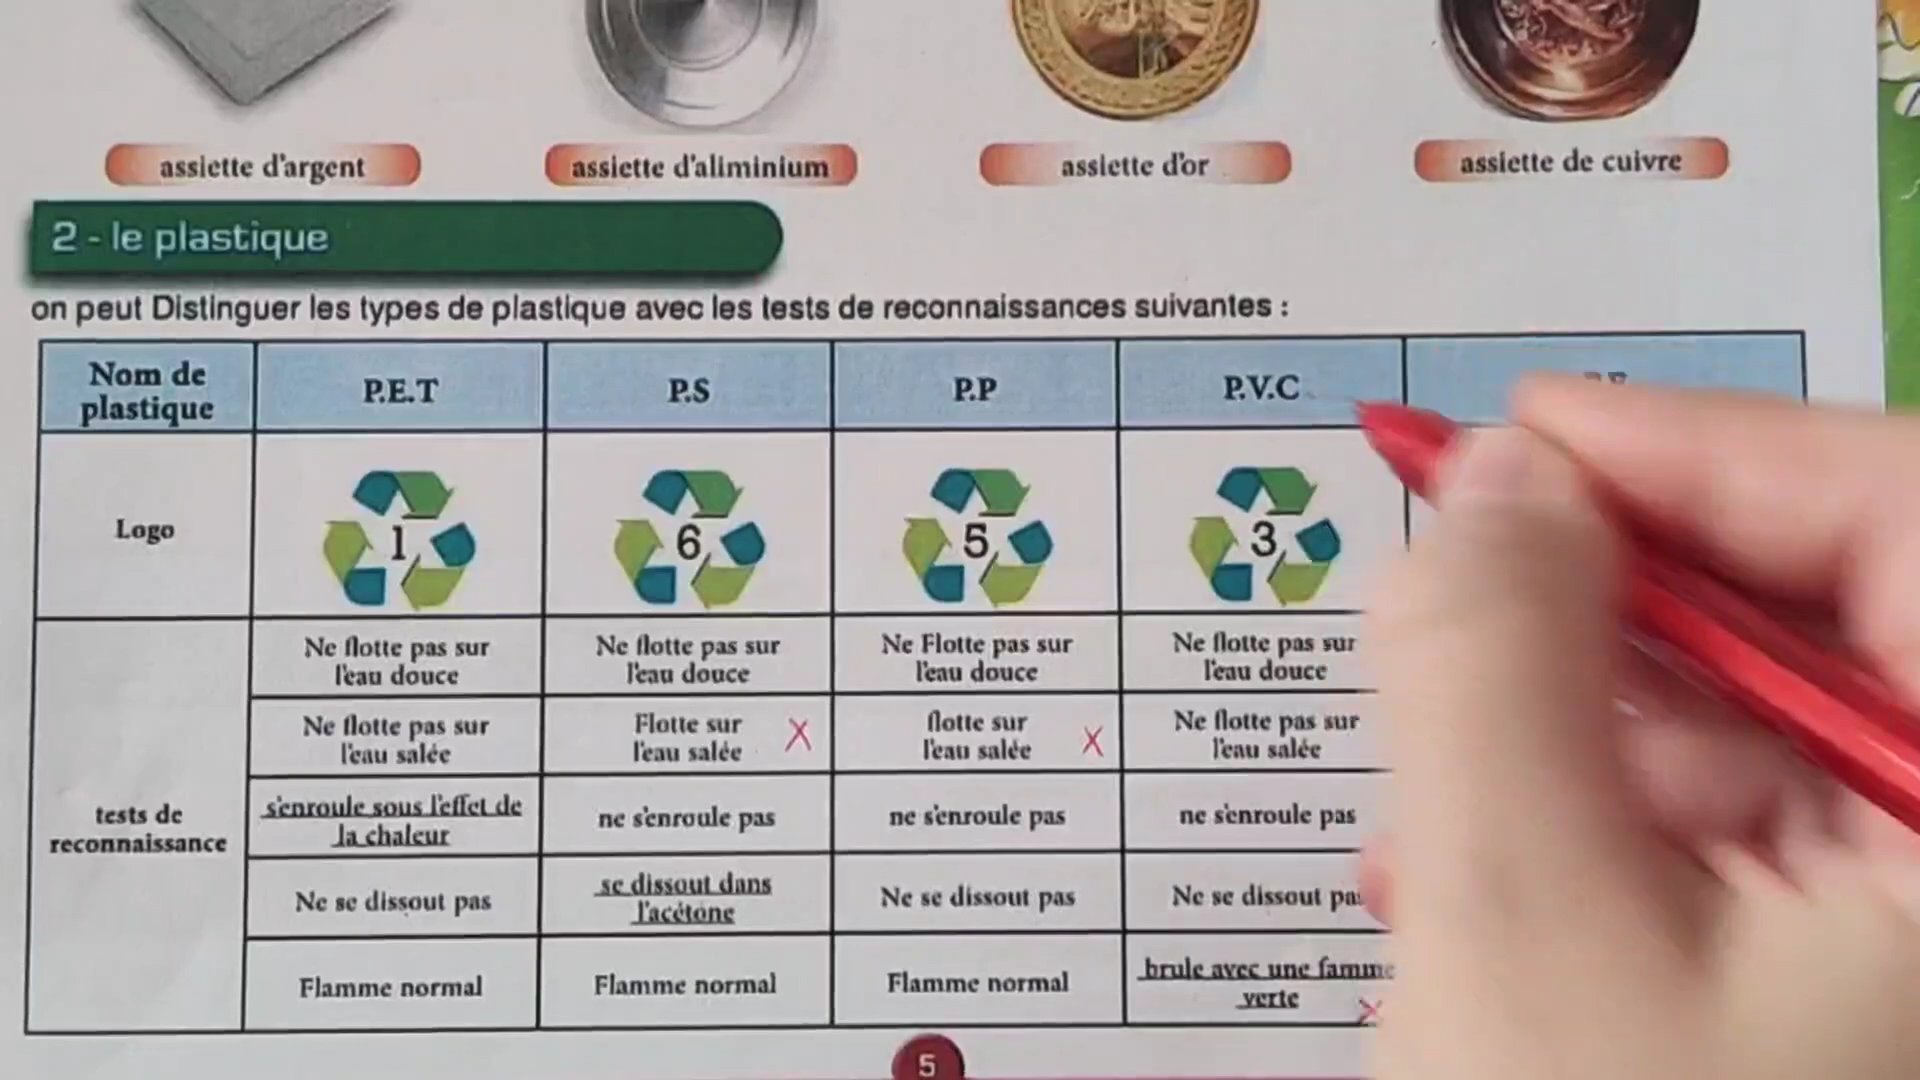 assiette d'argent
assiette d'aliminium
assiette d'or
assiette de cuivre
2 - le plastique
on peut Distinguer les types de plastique avec les tests de reconnaissances suivantes :
Nom de
plastique
P.E.T
P.S
P.P
P.V.C
Logo
1
6
5
3
tests de
reconnaissance
Ne flotte pas sur
l'eau douce
Ne flotte pas sur
l'eau douce
Ne Flotte pas sur
l'eau douce
Ne flotte pas sur
l'eau douce
Ne flotte pas sur
l'eau salée
Flotte sur
l'eau salée X
flotte sur
l'eau salée X
Ne flotte pas sur
l'eau salée
s'enroule sous l'effet de
la chaleur
ne s'enroule pas
ne s'enroule pas
ne s'enroule pas
Ne se dissout pas
se dissout dans
l'acétone
Ne se dissout pas
Ne se dissout
Flamme normal
Flamme normal
Flamme normal
brule avec une famme
verte X
5